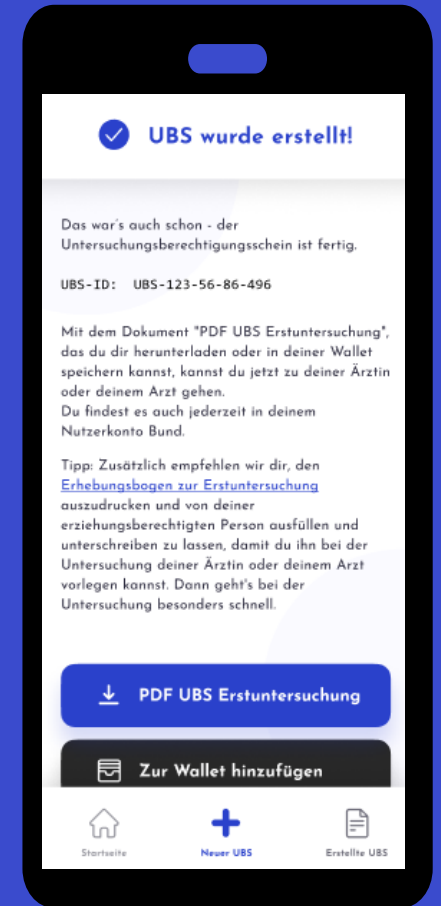 UBS wurde erstellt!
Das war's auch schon - der
Untersuchungsberechtigungsschein ist fertig.
UBS-ID: UBS-123-56-86-496
Mit dem Dokument "PDF UBS Erstuntersuchung",
das du dir herunterladen oder in deiner Wallet
speichern kannst, kannst du jetzt zu deiner Ärztin
oder deinem Arzt gehen.
Du findest es auch jederzeit in deinem
Nutzerkonto Bund.
Tipp: Zusätzlich empfehlen wir dir, den
Erhebungsbogen zur Erstuntersuchung
auszudrucken und von deiner
erziehungsberechtigten Person ausfüllen und
unterschreiben zu lassen, damit du ihn bei der
Untersuchung deiner Ärztin oder deinem Arzt
vorlegen kannst. Dann geht's bei der
Untersuchung besonders schnell.
PDF UBS Erstuntersuchung
Zur Wallet hinzufügen
Startseite
Neuer UBS
Erstellte UBS